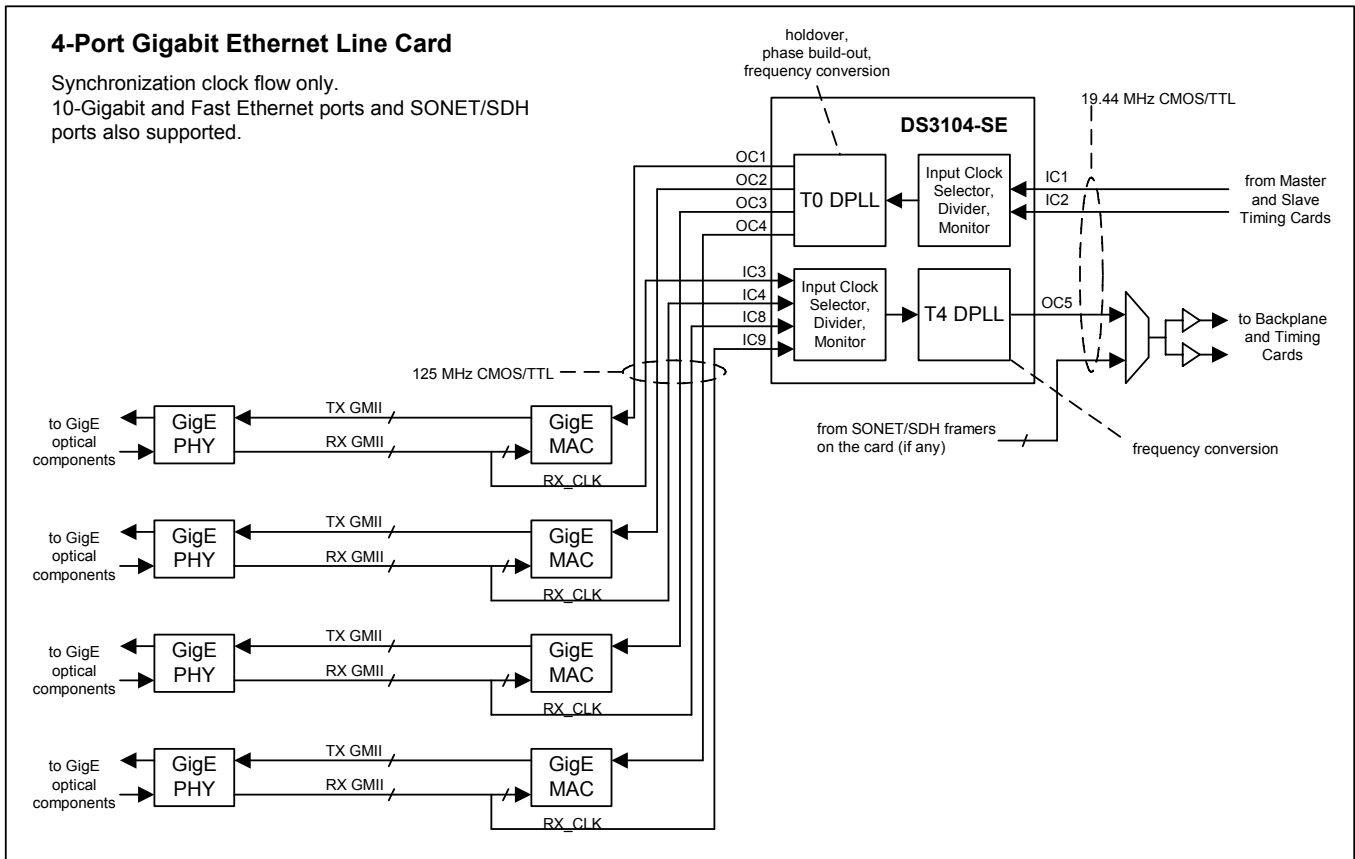 4-Port Gigabit Ethernet Line Card
Synchronization clock flow only.
10-Gigabit and Fast Ethernet ports and SONET/SDH
ports also supported.
holdover,
phase build-out,
frequency conversion
19.44 MHz CMOS/TTL
DS3104-SE
OC1
OC2
OC3
OC4
T0 DPLL
Input Clock
Selector,
Divider,
Monitor
IC1
IC2
from Master
and Slave
Timing Cards
IC3
IC4
IC8
IC9
Input Clock
Selector,
Divider,
Monitor
T4 DPLL
OC5
to Backplane
and Timing
Cards
125 MHz CMOS/TTL
from SONET/SDH framers
on the card (if any)
frequency conversion
to GigE
optical
components
GigE
PHY
TX GMII
RX GMII
GigE
MAC
RX_CLK
to GigE
optical
components
GigE
PHY
TX GMII
RX GMII
GigE
MAC
RX_CLK
to GigE
optical
components
GigE
PHY
TX GMII
RX GMII
GigE
MAC
RX_CLK
to GigE
optical
components
GigE
PHY
TX GMII
RX GMII
GigE
MAC
RX_CLK